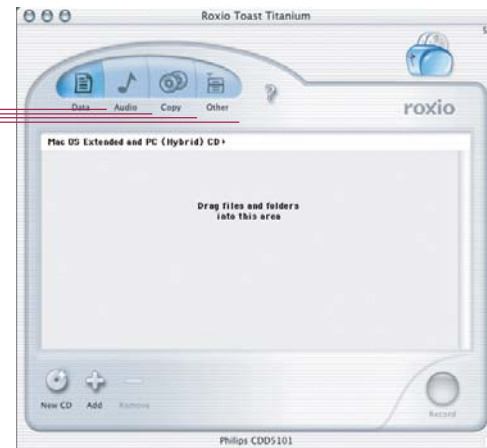 Roxio Toast Titanium
Data Audio Copy Other
roxio
Mac OS Extended and PC (Hybrid) CD
Drag files and folders
into this area
New CD Add Remove
Record
Philips CDD5101